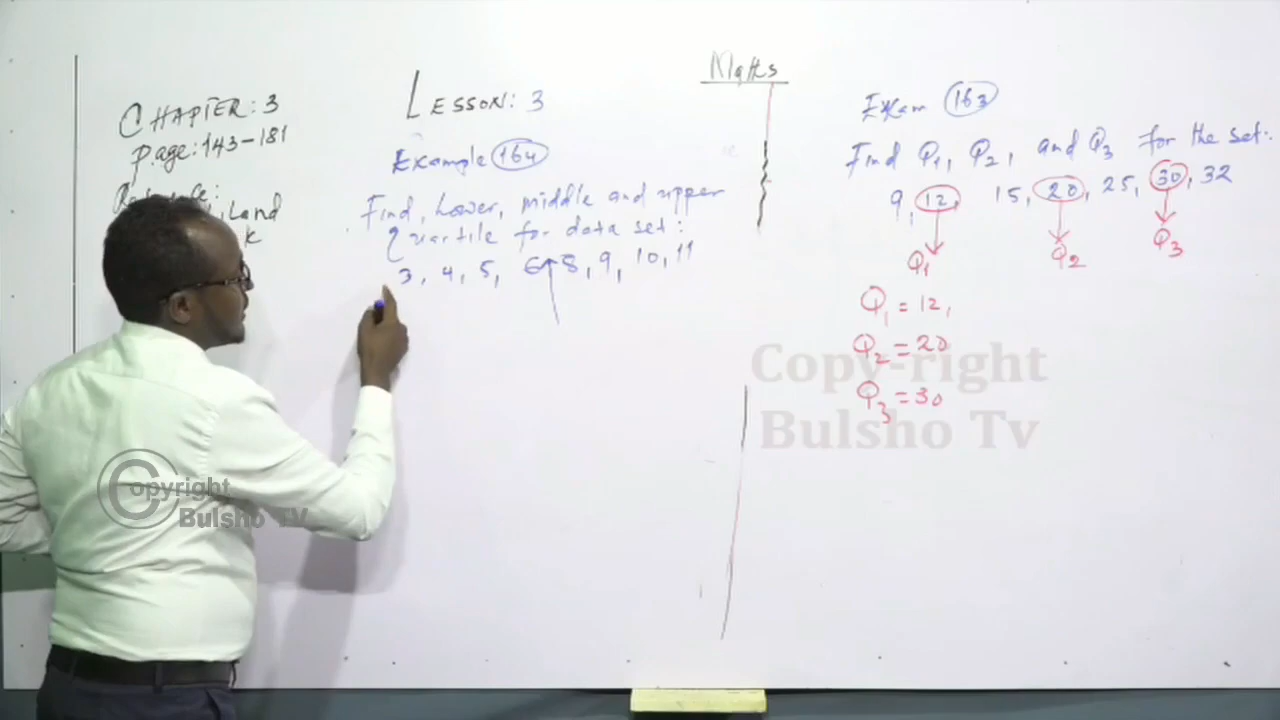 Maths
CHAPTER: 3
Page: 143-181
Land
k
LESSON: 3
Example 164
Find, Lower, middle and upper
Quartile for data set:
3, 4, 5, 6 8, 9, 10, 11
Exam 163
Find Q1, Q2, and Q3 for the set:
9, 12, 15, 20, 25, 30, 32
Q1 Q2 Q3
Q1 = 12,
Q2 = 20
Q3 = 30
Copy-right
Bulsho Tv
Copyright
Bulsho TV